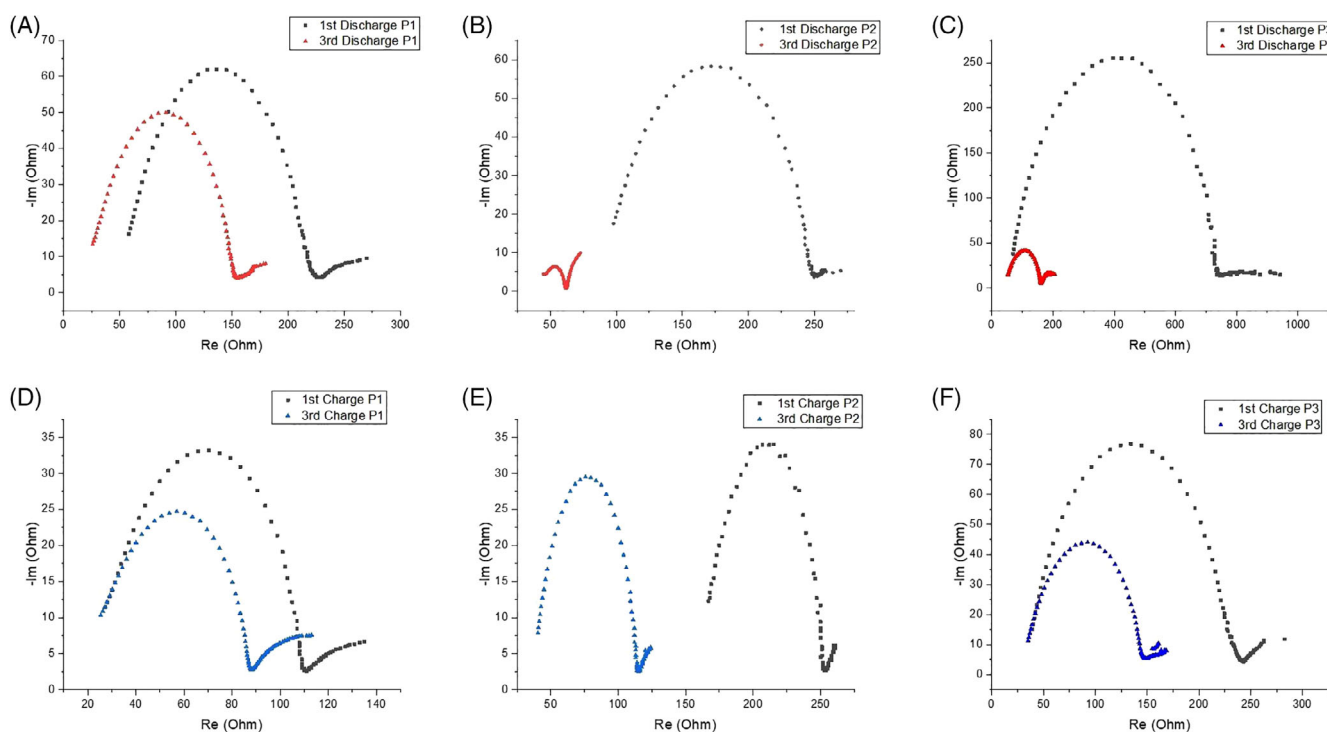 (A)
1st Discharge P1
3rd Discharge P1
70
60
50
40
30
20
10
0
-Im (Ohm)
0 50 100 150 200 250 300
Re (Ohm)
(B)
1st Discharge P2
3rd Discharge P2
60
50
40
30
20
10
0
-Im (Ohm)
50 100 150 200 250
Re (Ohm)
(C)
1st Discharge P
3rd Discharge P
250
200
150
100
50
0
-Im (Ohm)
0 200 400 600 800 1000
Re (Ohm)
(D)
1st Charge P1
3rd Charge P1
35
30
25
20
15
10
5
0
-Im (Ohm)
20 40 60 80 100 120 140
Re (Ohm)
(E)
1st Charge P2
3rd Charge P2
35
30
25
20
15
10
5
0
-Im (Ohm)
50 100 150 200 250
Re (Ohm)
(F)
1st Charge P3
3rd Charge P3
80
70
60
50
40
30
20
10
0
-Im (Ohm)
0 50 100 150 200 250 300
Re (Ohm)